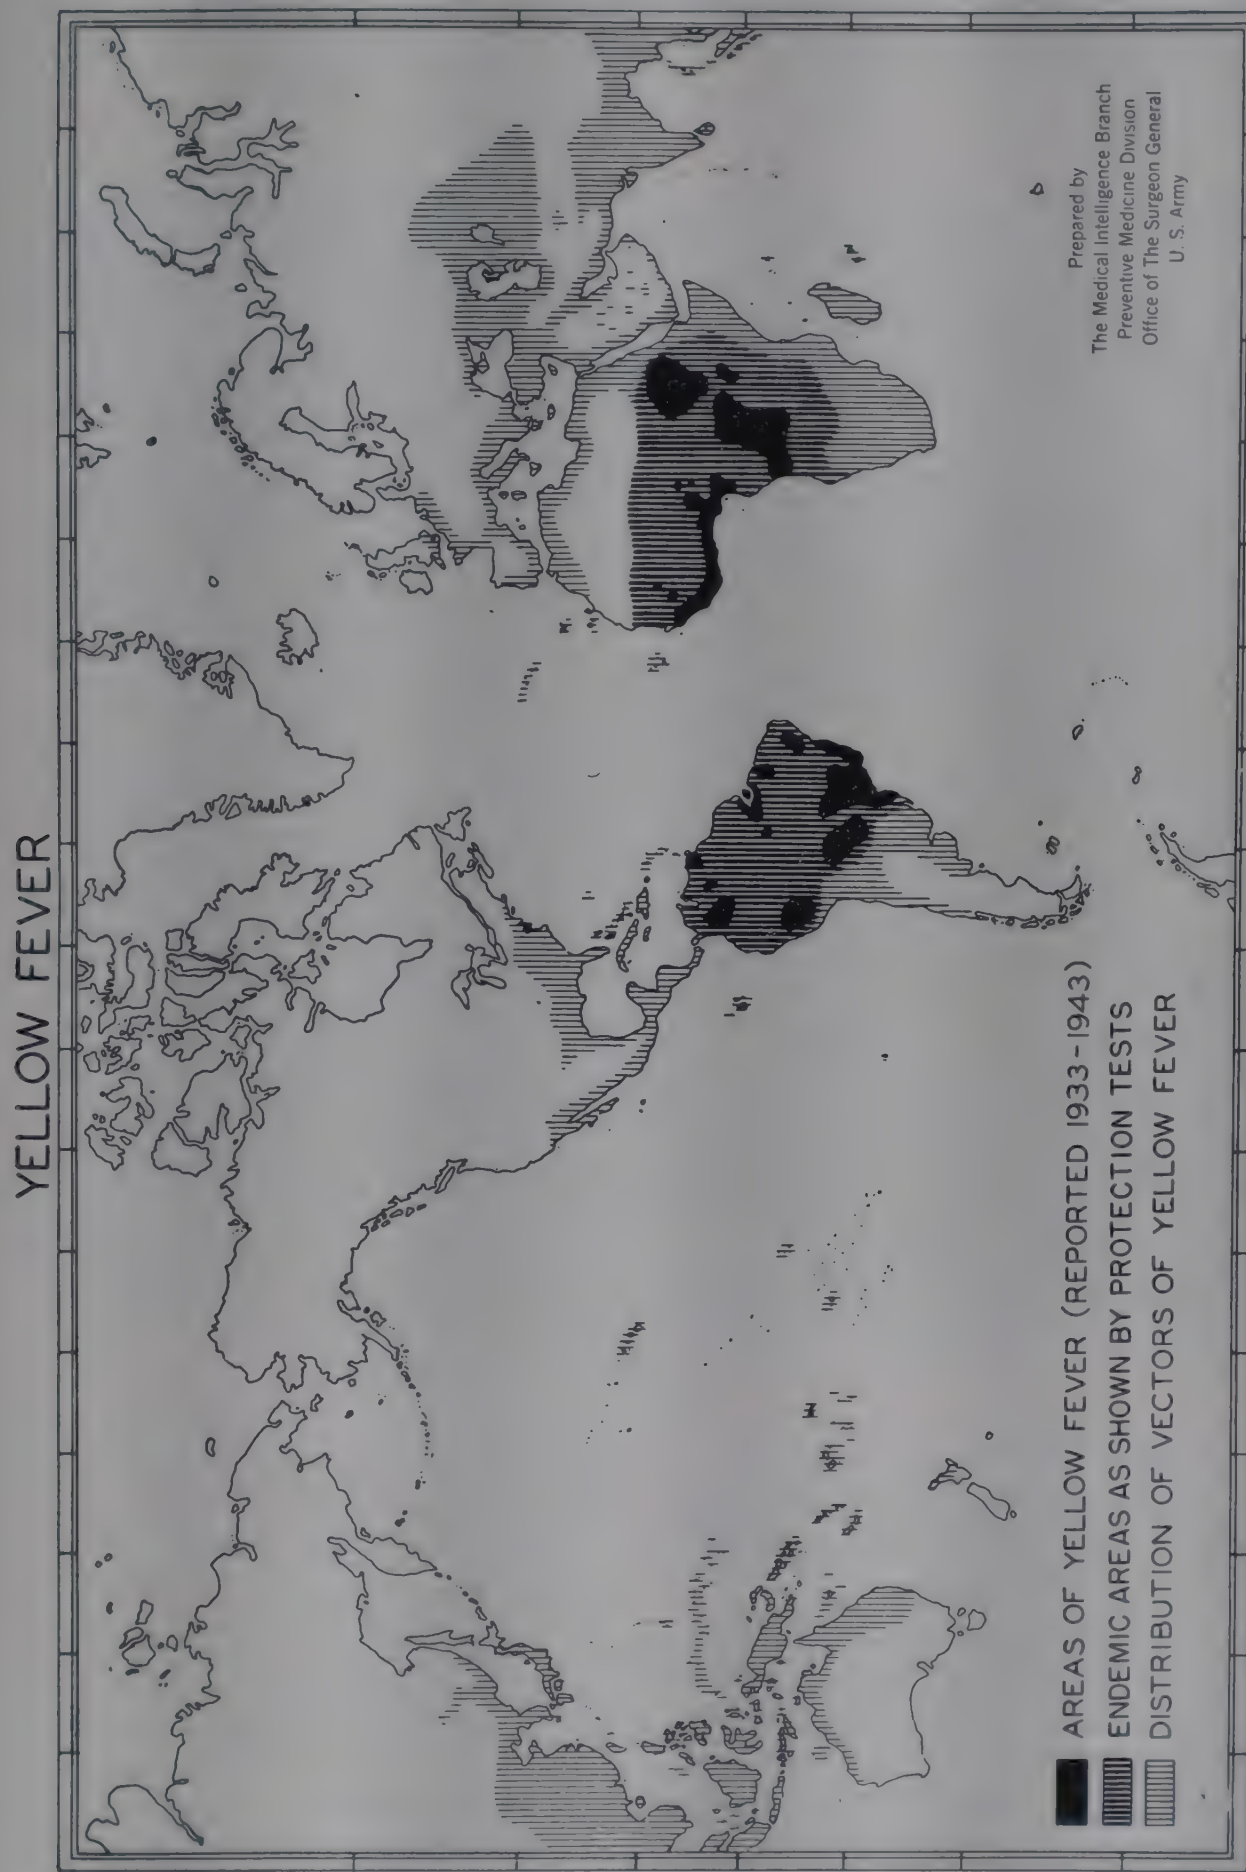 YELLOW FEVER
Prepared by
The Medical Intelligence Branch
Preventive Medicine Division
Office of The Surgeon General
U. S. Army
AREAS OF YELLOW FEVER (REPORTED 1933-1943)
ENDEMIC AREAS AS SHOWN BY PROTECTION TESTS
DISTRIBUTION OF VECTORS OF YELLOW FEVER